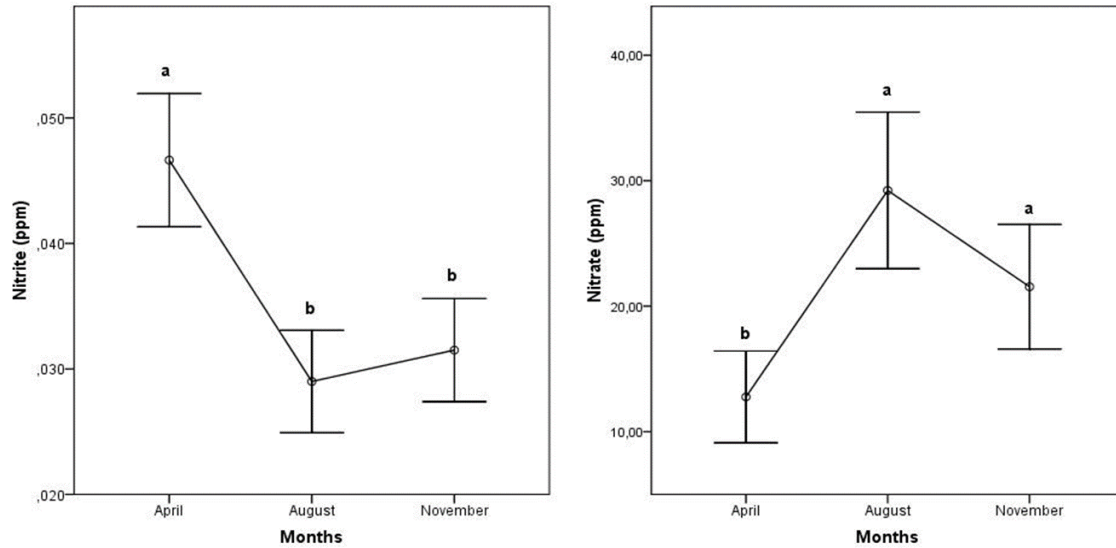 a
,050
b
,040
b
,030
,020
Nitrite (ppm)
April
August
November
Months
40,00
a
30,00
a
20,00
b
10,00
Nitrate (ppm)
April
August
November
Months